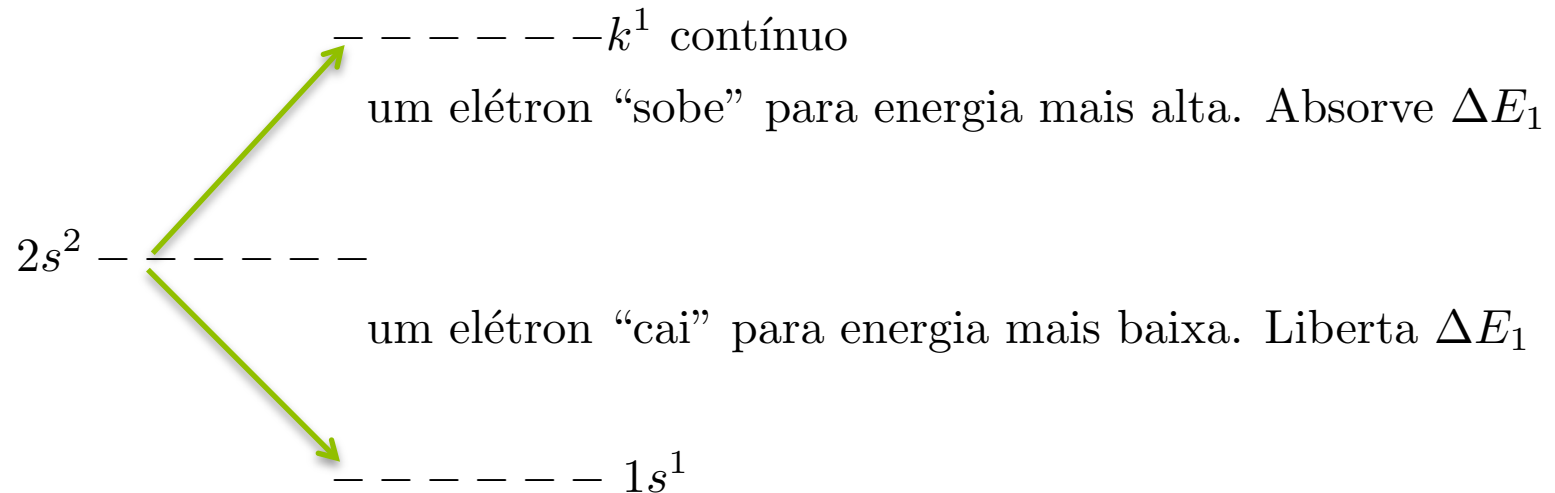 − − − − − −k¹ contínuo
um elétron “sobe” para energia mais alta. Absorve ΔE₁
2s² − − − − − −
um elétron “cai” para energia mais baixa. Liberta ΔE₁
− − − − − − 1s¹